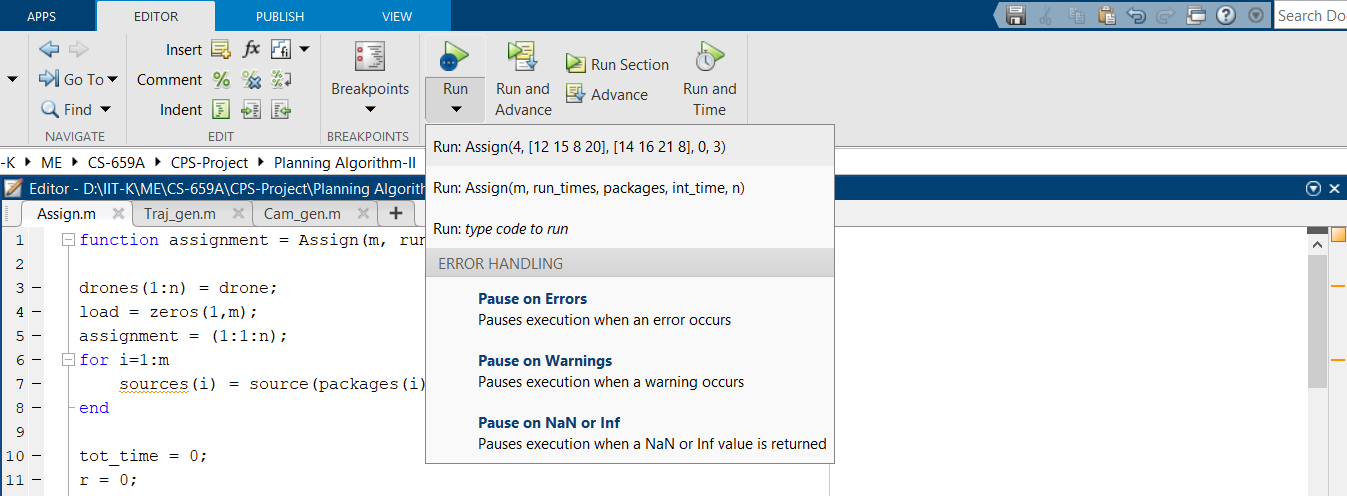 APPS EDITOR PUBLISH VIEW Search Do
Insert fx fi
Go To Comment % Breakpoints Run Run and Advance Run Section Advance Run and Time
Find Indent
NAVIGATE EDIT BREAKPOINTS
-K ME CS-659A CPS-Project Planning Algorithm-II
Editor - D:\IIT-K\ME\CS-659A\CPS-Project\Planning Algorith
Assign.m Traj_gen.m Cam_gen.m +
1 function assignment = Assign(m, run
2
3 drones(1:n) = drone;
4 load = zeros(1,m);
5 assignment = (1:1:n);
6 for i=1:m
7 sources(i) = source(packages(i)
8 end
9
10 tot_time = 0;
11 r = 0;
Run: Assign(4, [12 15 8 20], [14 16 21 8], 0, 3)
Run: Assign(m, run_times, packages, int_time, n)
Run: type code to run
ERROR HANDLING
Pause on Errors
Pauses execution when an error occurs
Pause on Warnings
Pauses execution when a warning occurs
Pause on NaN or Inf
Pauses execution when a NaN or Inf value is returned